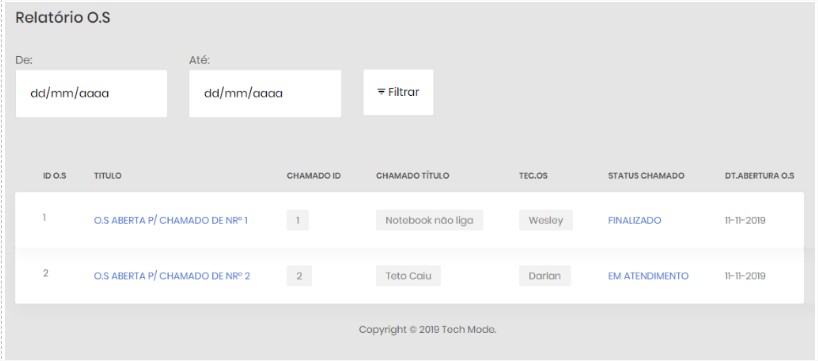 Relatório O.S
De: Até:
dd/mm/aaaa dd/mm/aaaa Filtrar
ID O.S TITULO CHAMADO ID CHAMADO TÍTULO TEC.OS STATUS CHAMADO DT.ABERTURA O.S
1 O.S ABERTA P/ CHAMADO DE NRº 1 1 Notebook não liga Wesley FINALIZADO 11-11-2019
2 O.S ABERTA P/ CHAMADO DE NRº 2 2 Teto Caiu Darlan EM ATENDIMENTO 11-11-2019
Copyright © 2019 Tech Mode.